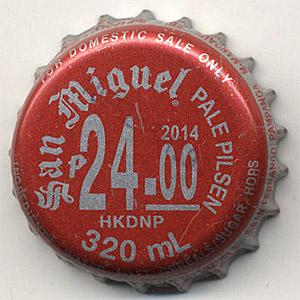 FOR DOMESTIC SALE ONLY
San Miguel
PALE PILSEN
2014
P24.00
HKDNP
320 mL
SUGAR, HOPS